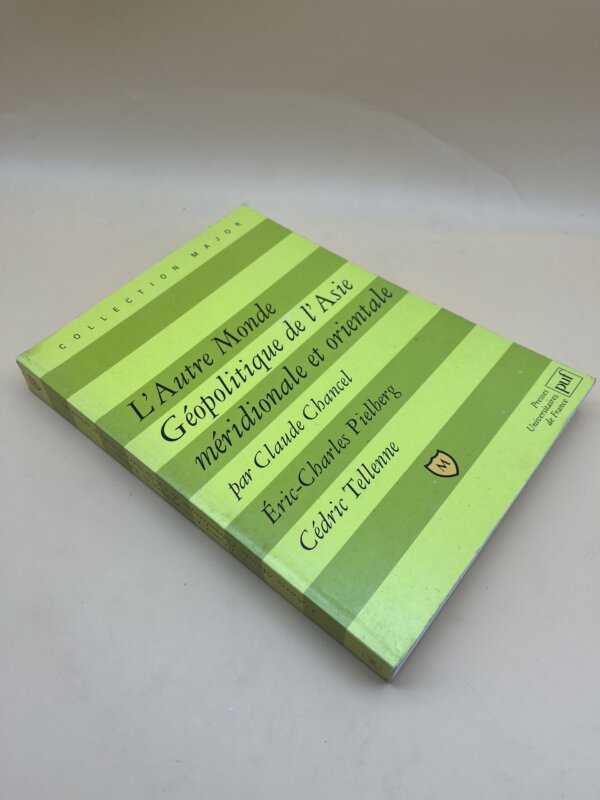 COLLECTION MAJOR
L'Autre Monde
Géopolitique de l'Asie
méridionale et orientale
par Claude Chancel
Éric-Charles Pielberg
Cédric Tellenne
M
Presses
Universitaires
de France
puf